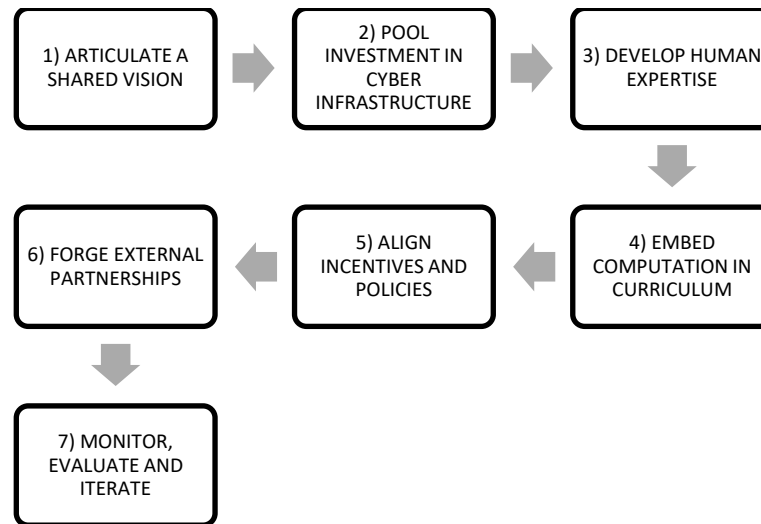 1) ARTICULATE A
SHARED VISION
2) POOL
INVESTMENT IN
CYBER
INFRASTRUCTURE
3) DEVELOP HUMAN
EXPERTISE
4) EMBED
COMPUTATION IN
CURRICULUM
5) ALIGN
INCENTIVES AND
POLICIES
6) FORGE EXTERNAL
PARTNERSHIPS
7) MONITOR,
EVALUATE AND
ITERATE